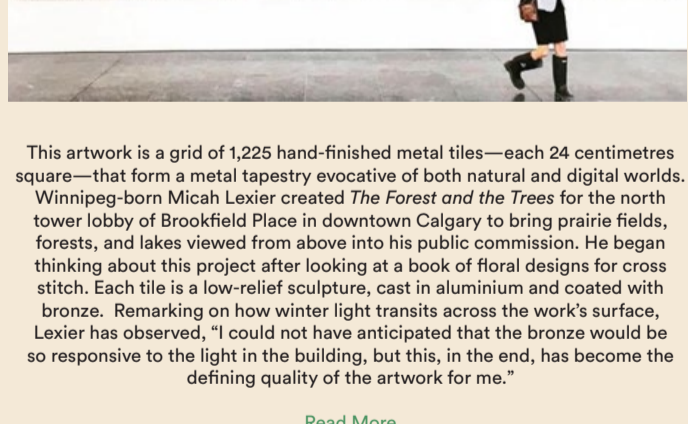 This artwork is a grid of 1,225 hand-finished metal tiles—each 24 centimetres
square—that form a metal tapestry evocative of both natural and digital worlds.
Winnipeg-born Micah Lexier created The Forest and the Trees for the north
tower lobby of Brookfield Place in downtown Calgary to bring prairie fields,
forests, and lakes viewed from above into his public commission. He began
thinking about this project after looking at a book of floral designs for cross
stitch. Each tile is a low-relief sculpture, cast in aluminium and coated with
bronze.  Remarking on how winter light transits across the work’s surface,
Lexier has observed, “I could not have anticipated that the bronze would be
so responsive to the light in the building, but this, in the end, has become the
defining quality of the artwork for me.”
Read More